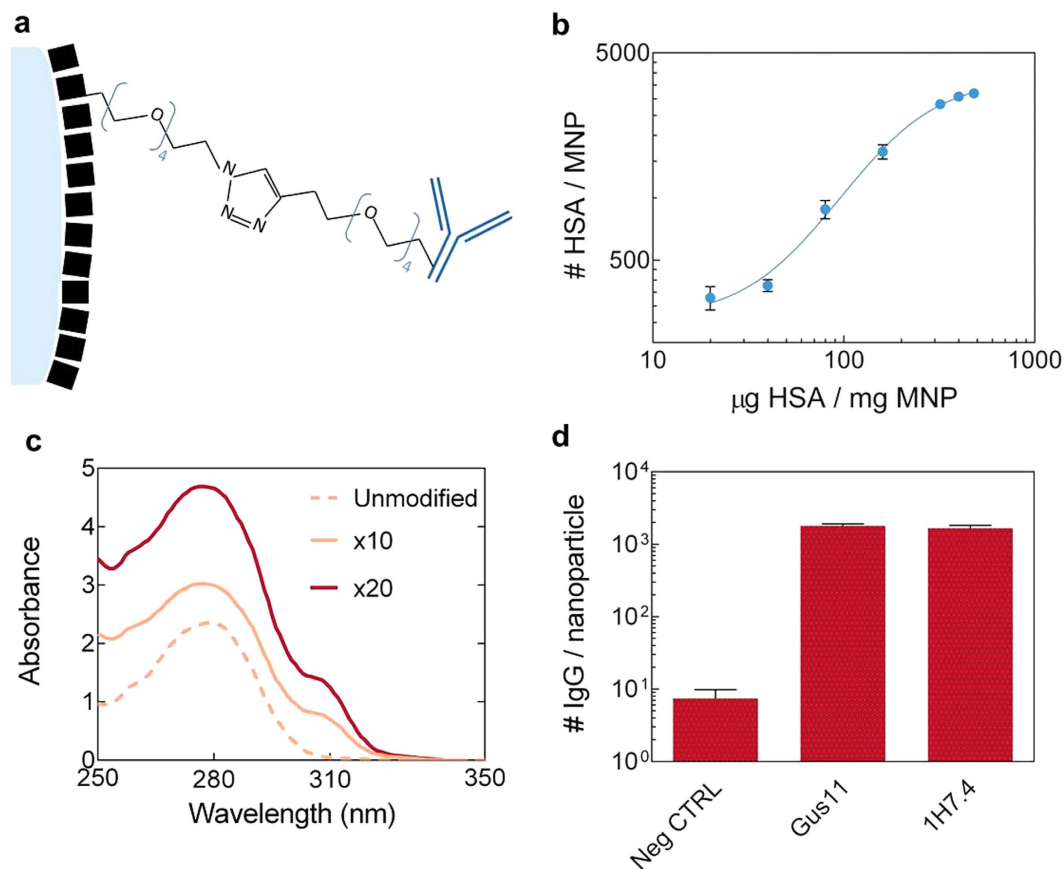 a
O
4
N
N
N
O
4
b
5000
500
# HSA / MNP
10
100
1000
μg HSA / mg MNP
c
5
4
3
2
1
0
Absorbance
Unmodified
x10
x20
250
280
310
350
Wavelength (nm)
d
10⁴
10³
10²
10¹
10⁰
# IgG / nanoparticle
Neg CTRL
Gus11
1H7.4